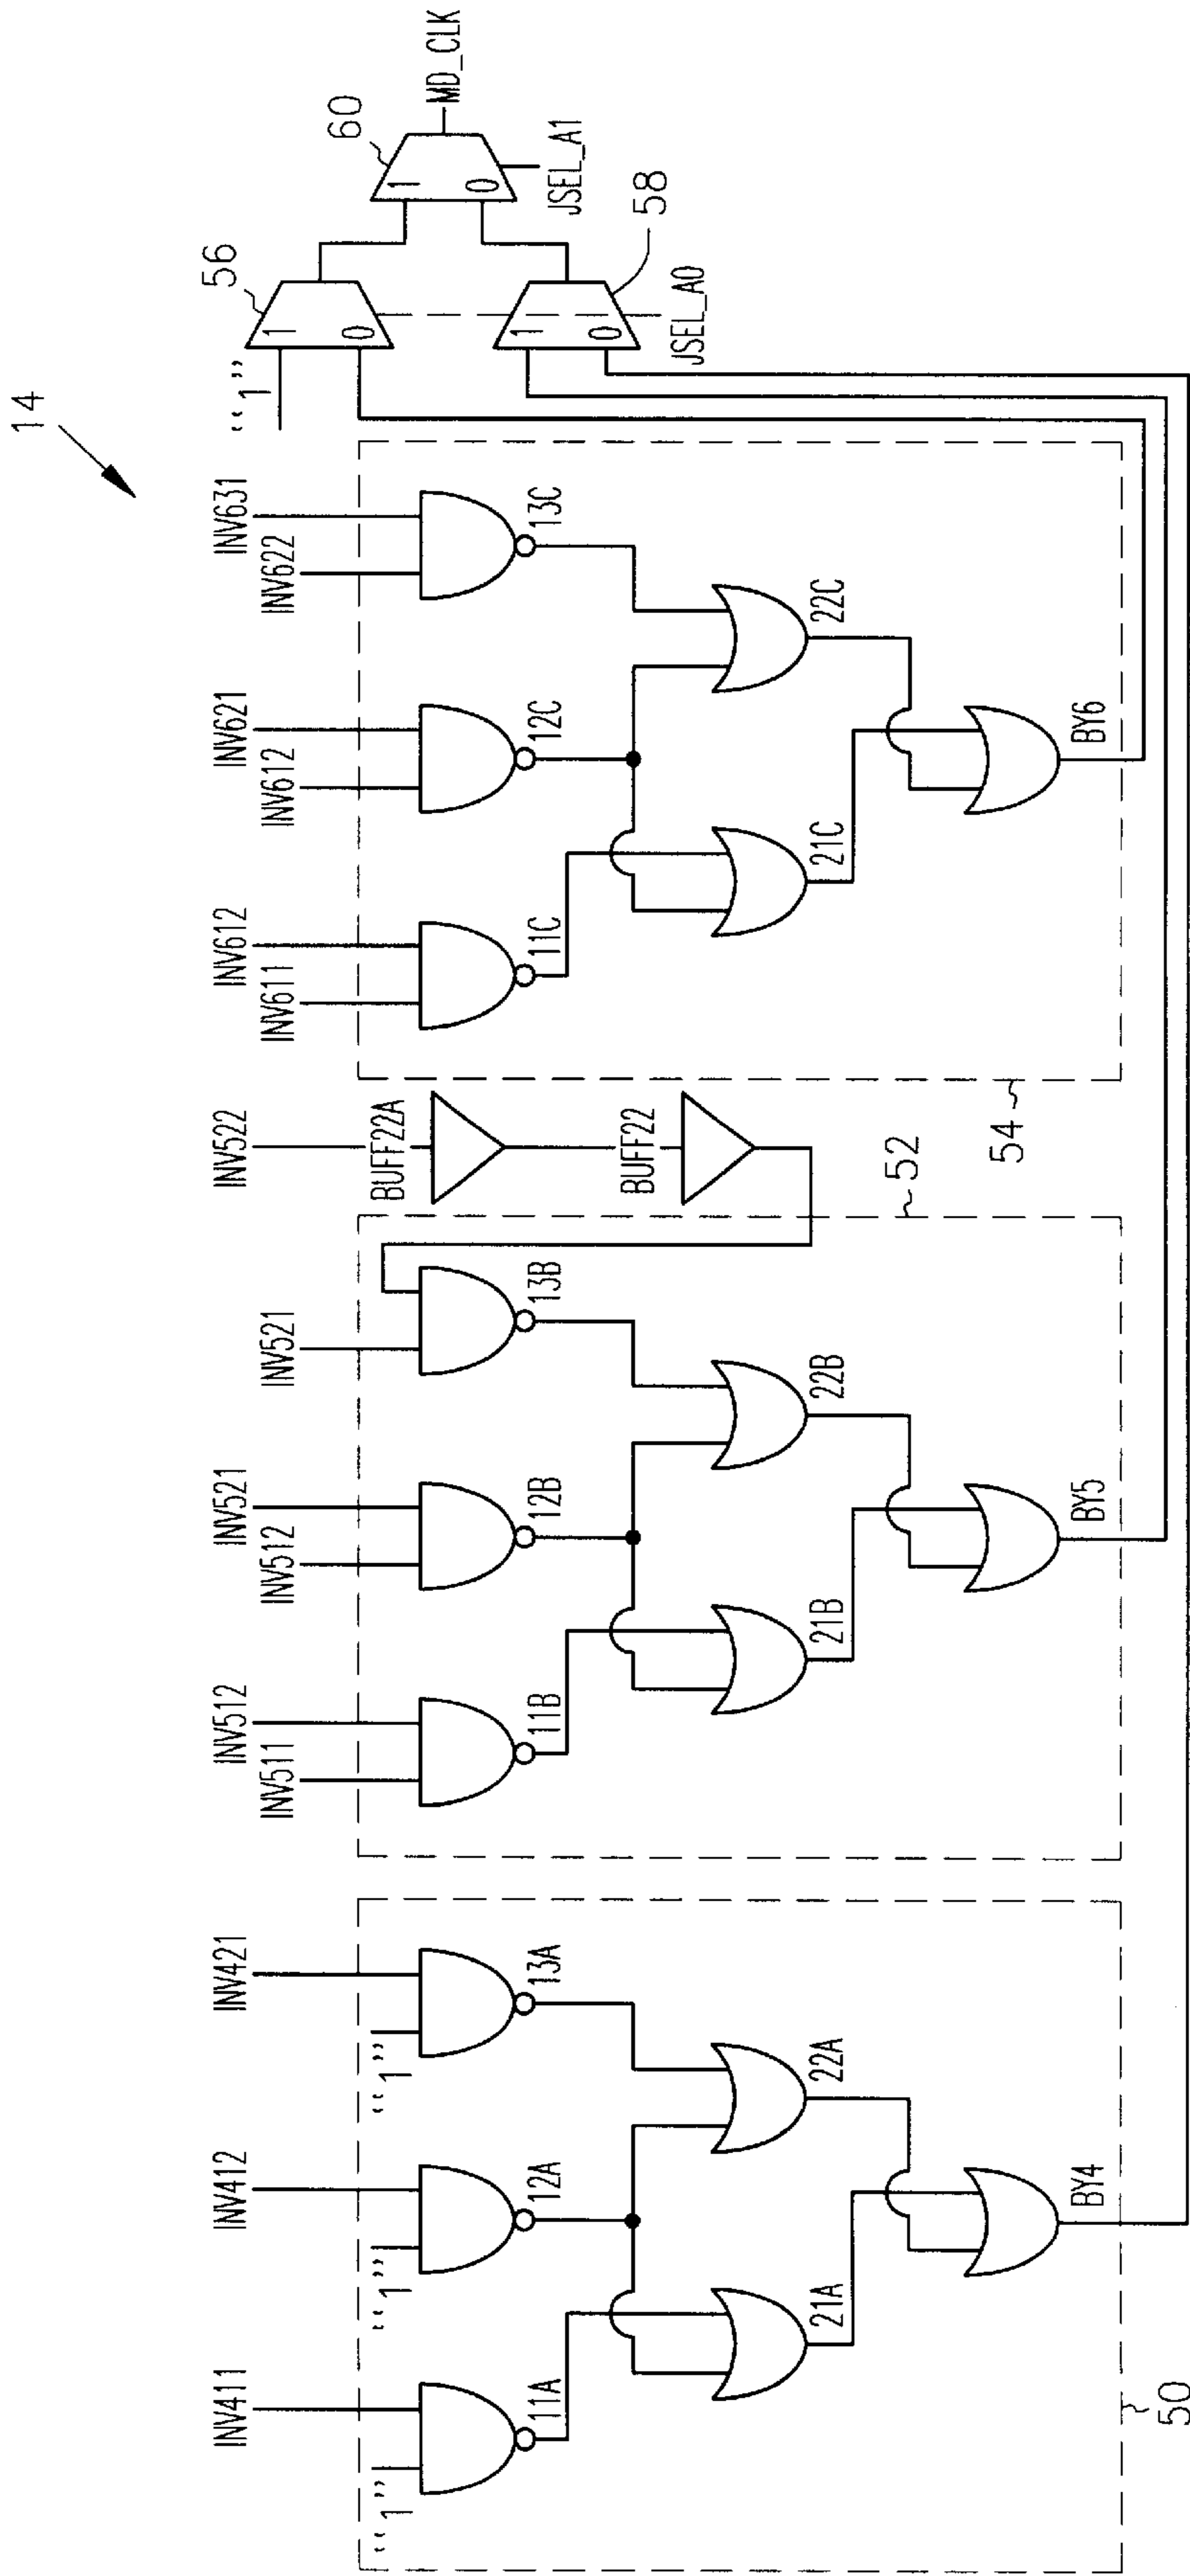 14
INV411
"1"
INV412
"1"
INV421
"1"
11A
12A
13A
21A
22A
BY4
50
INV512
INV511
INV521
INV512
INV521
INV522
BUFF22A
BUFF22
11B
12B
13B
21B
22B
BY5
52
INV612
INV611
INV621
INV612
INV631
INV622
11C
12C
13C
21C
22C
BY6
54
"1"
56
1
0
58
1
0
JSEL_A0
60
1
0
JSEL_A1
MD_CLK